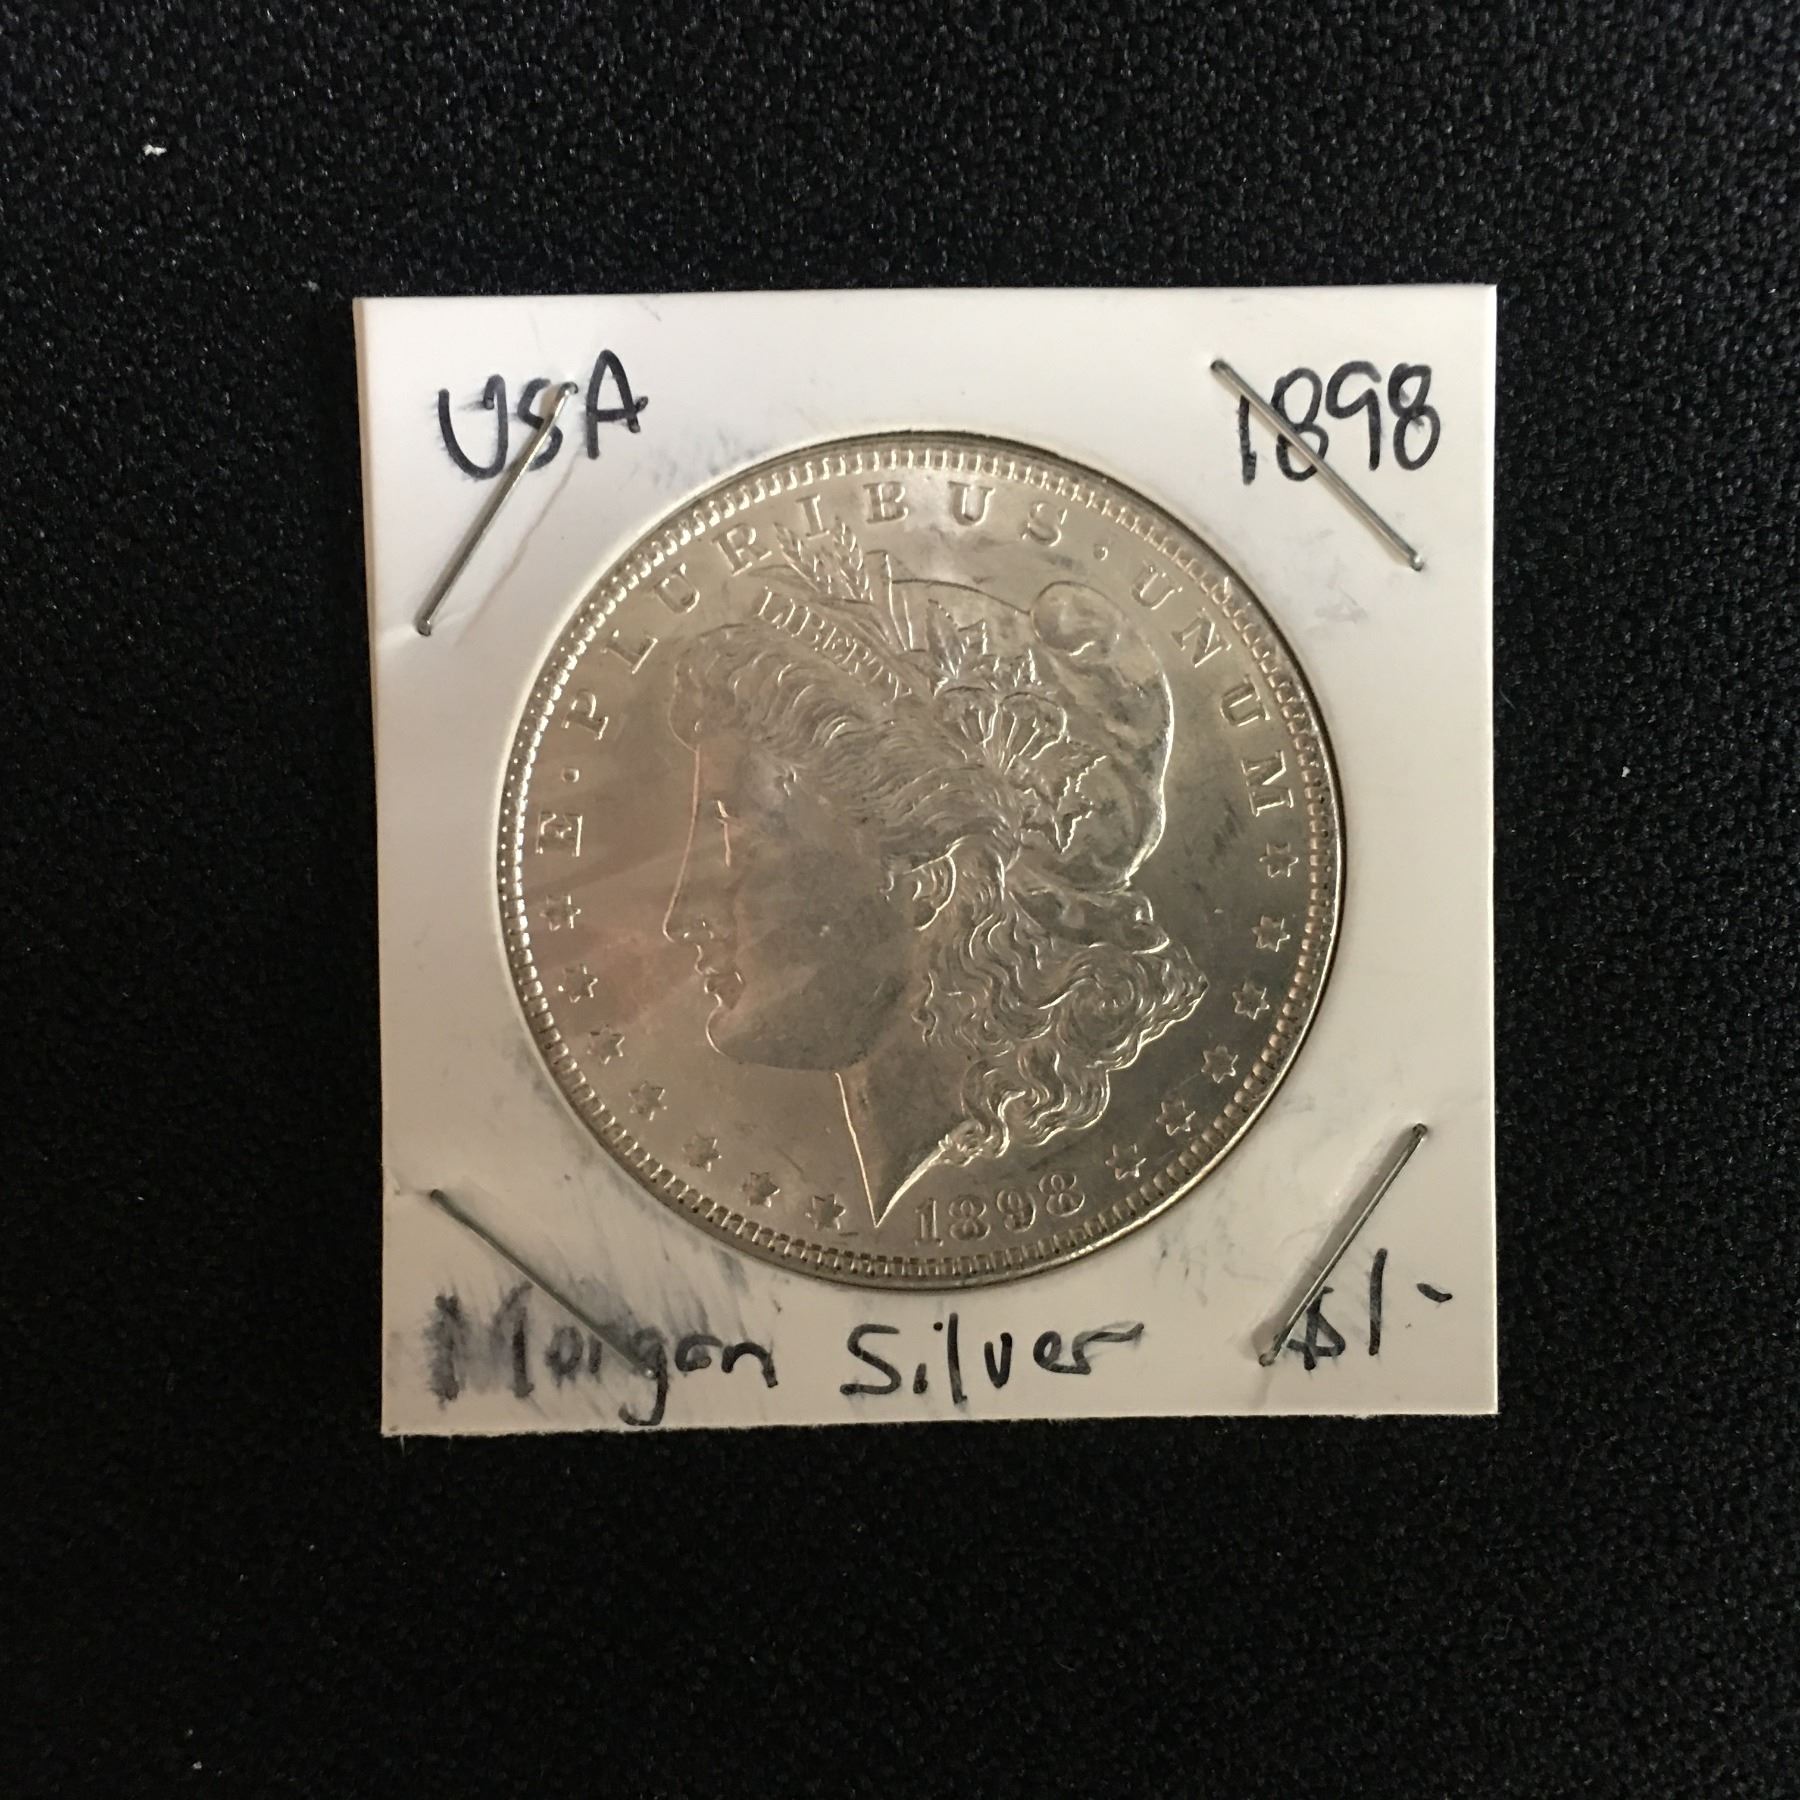 USA 1898
E · PLURIBUS · UNUM
LIBERTY
1898
Morgan Silver $1-